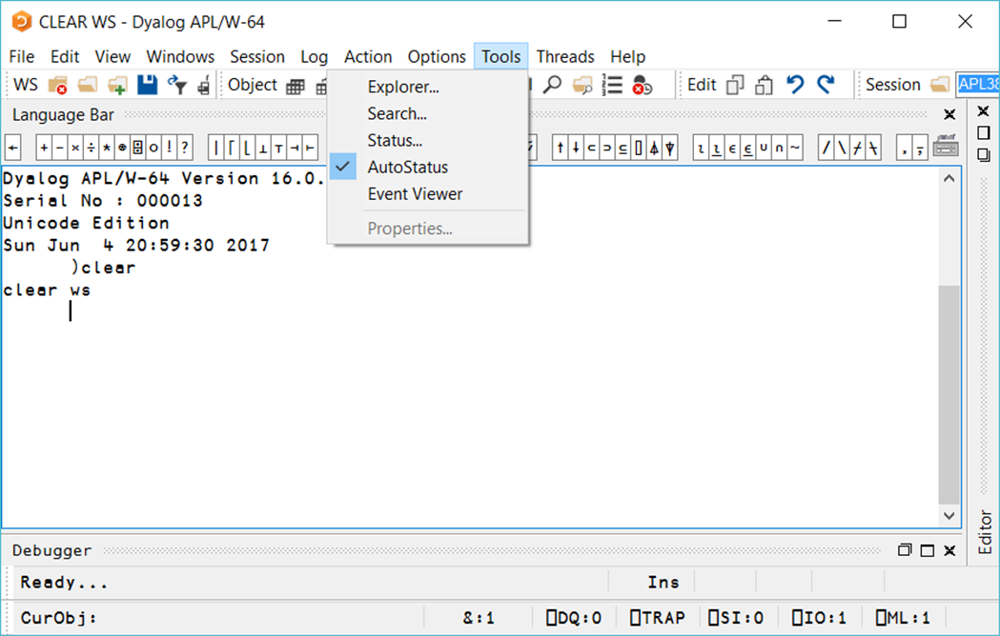 CLEAR WS - Dyalog APL/W-64
File Edit View Windows Session Log Action Options Tools Threads Help
WS Object Edit Session APL38
Explorer...
Search...
Status...
AutoStatus
Event Viewer
Properties...
Language Bar
← + - × ÷ * ⍟ ⌹ ○ ! ? | ⌈ ⌊ ⊥ ⊤ ⊣ ⊢ ↑ ↓ ⊂ ⊃ ⊆ ⌷ ⍋ ⍒ ⍳ ⍸ ∊ ⍷ ∪ ∩ ~ / \ ⌿ ⍀ , ⍪
Dyalog APL/W-64 Version 16.0.
Serial No : 000013
Unicode Edition
Sun Jun  4 20:59:30 2017
      )clear
clear ws
Editor
Debugger
Ready... Ins
CurObj: &:1 ⎕DQ:0 ⎕TRAP ⎕SI:0 ⎕IO:1 ⎕ML:1